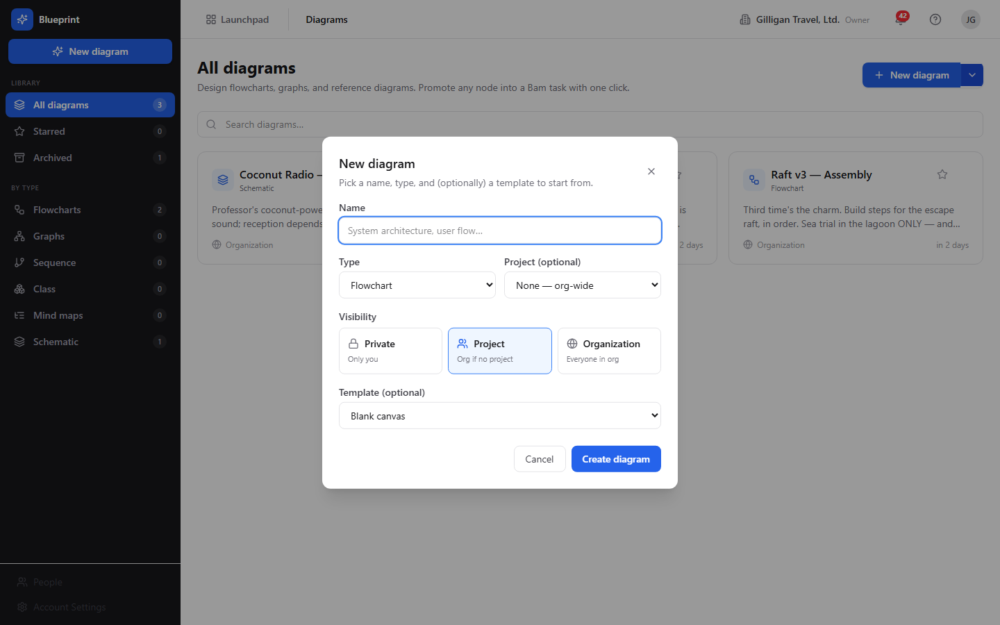 Blueprint
New diagram
LIBRARY
All diagrams 3
Starred 0
Archived 1
BY TYPE
Flowcharts 2
Graphs 0
Sequence 0
Class 0
Mind maps 0
Schematic 1
People
Account Settings
Launchpad
Diagrams
Gilligan Travel, Ltd. Owner
42
JG
All diagrams
Design flowcharts, graphs, and reference diagrams. Promote any node into a Bam task with one click.
New diagram
Search diagrams...
Coconut Radio —
Schematic
Professor's coconut-powe
sound; reception depends
Organization
is
2 days
Raft v3 — Assembly
Flowchart
Third time's the charm. Build steps for the escape
raft, in order. Sea trial in the lagoon ONLY — and...
Organization
in 2 days
New diagram
Pick a name, type, and (optionally) a template to start from.
Name
System architecture, user flow...
Type
Project (optional)
Flowchart
None — org-wide
Visibility
Private
Only you
Project
Org if no project
Organization
Everyone in org
Template (optional)
Blank canvas
Cancel
Create diagram